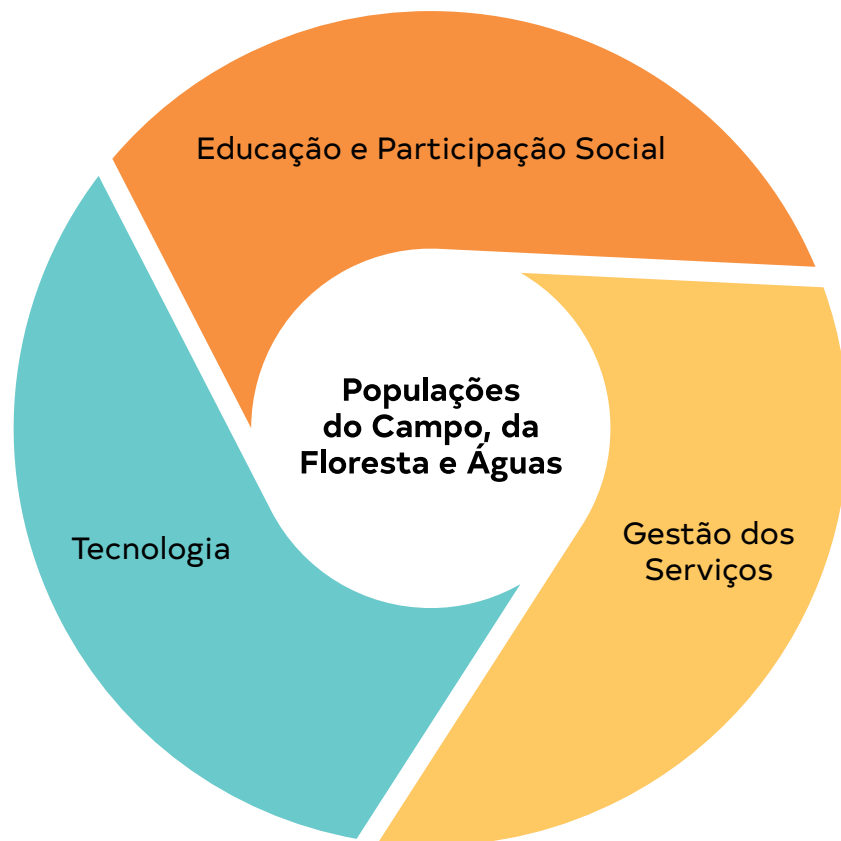 Educação e Participação Social
Populações
do Campo, da
Floresta e Águas
Gestão dos
Serviços
Tecnologia